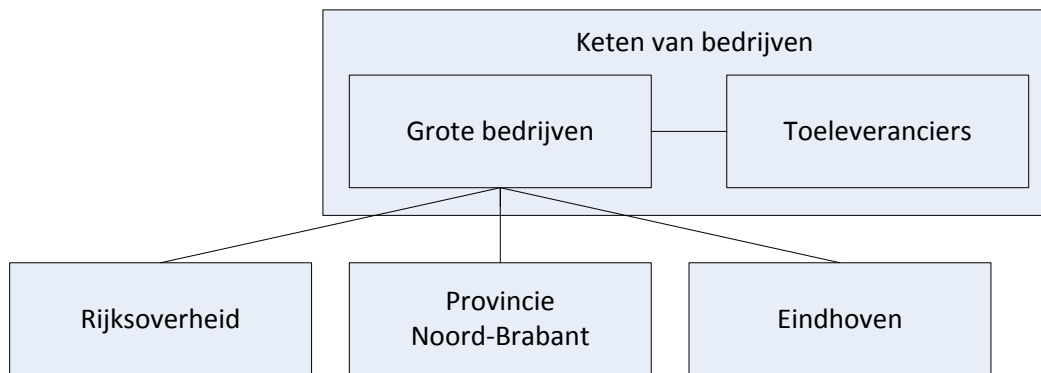 Keten van bedrijven
Grote bedrijven
Toeleveranciers
Rijksoverheid
Provincie
Noord-Brabant
Eindhoven